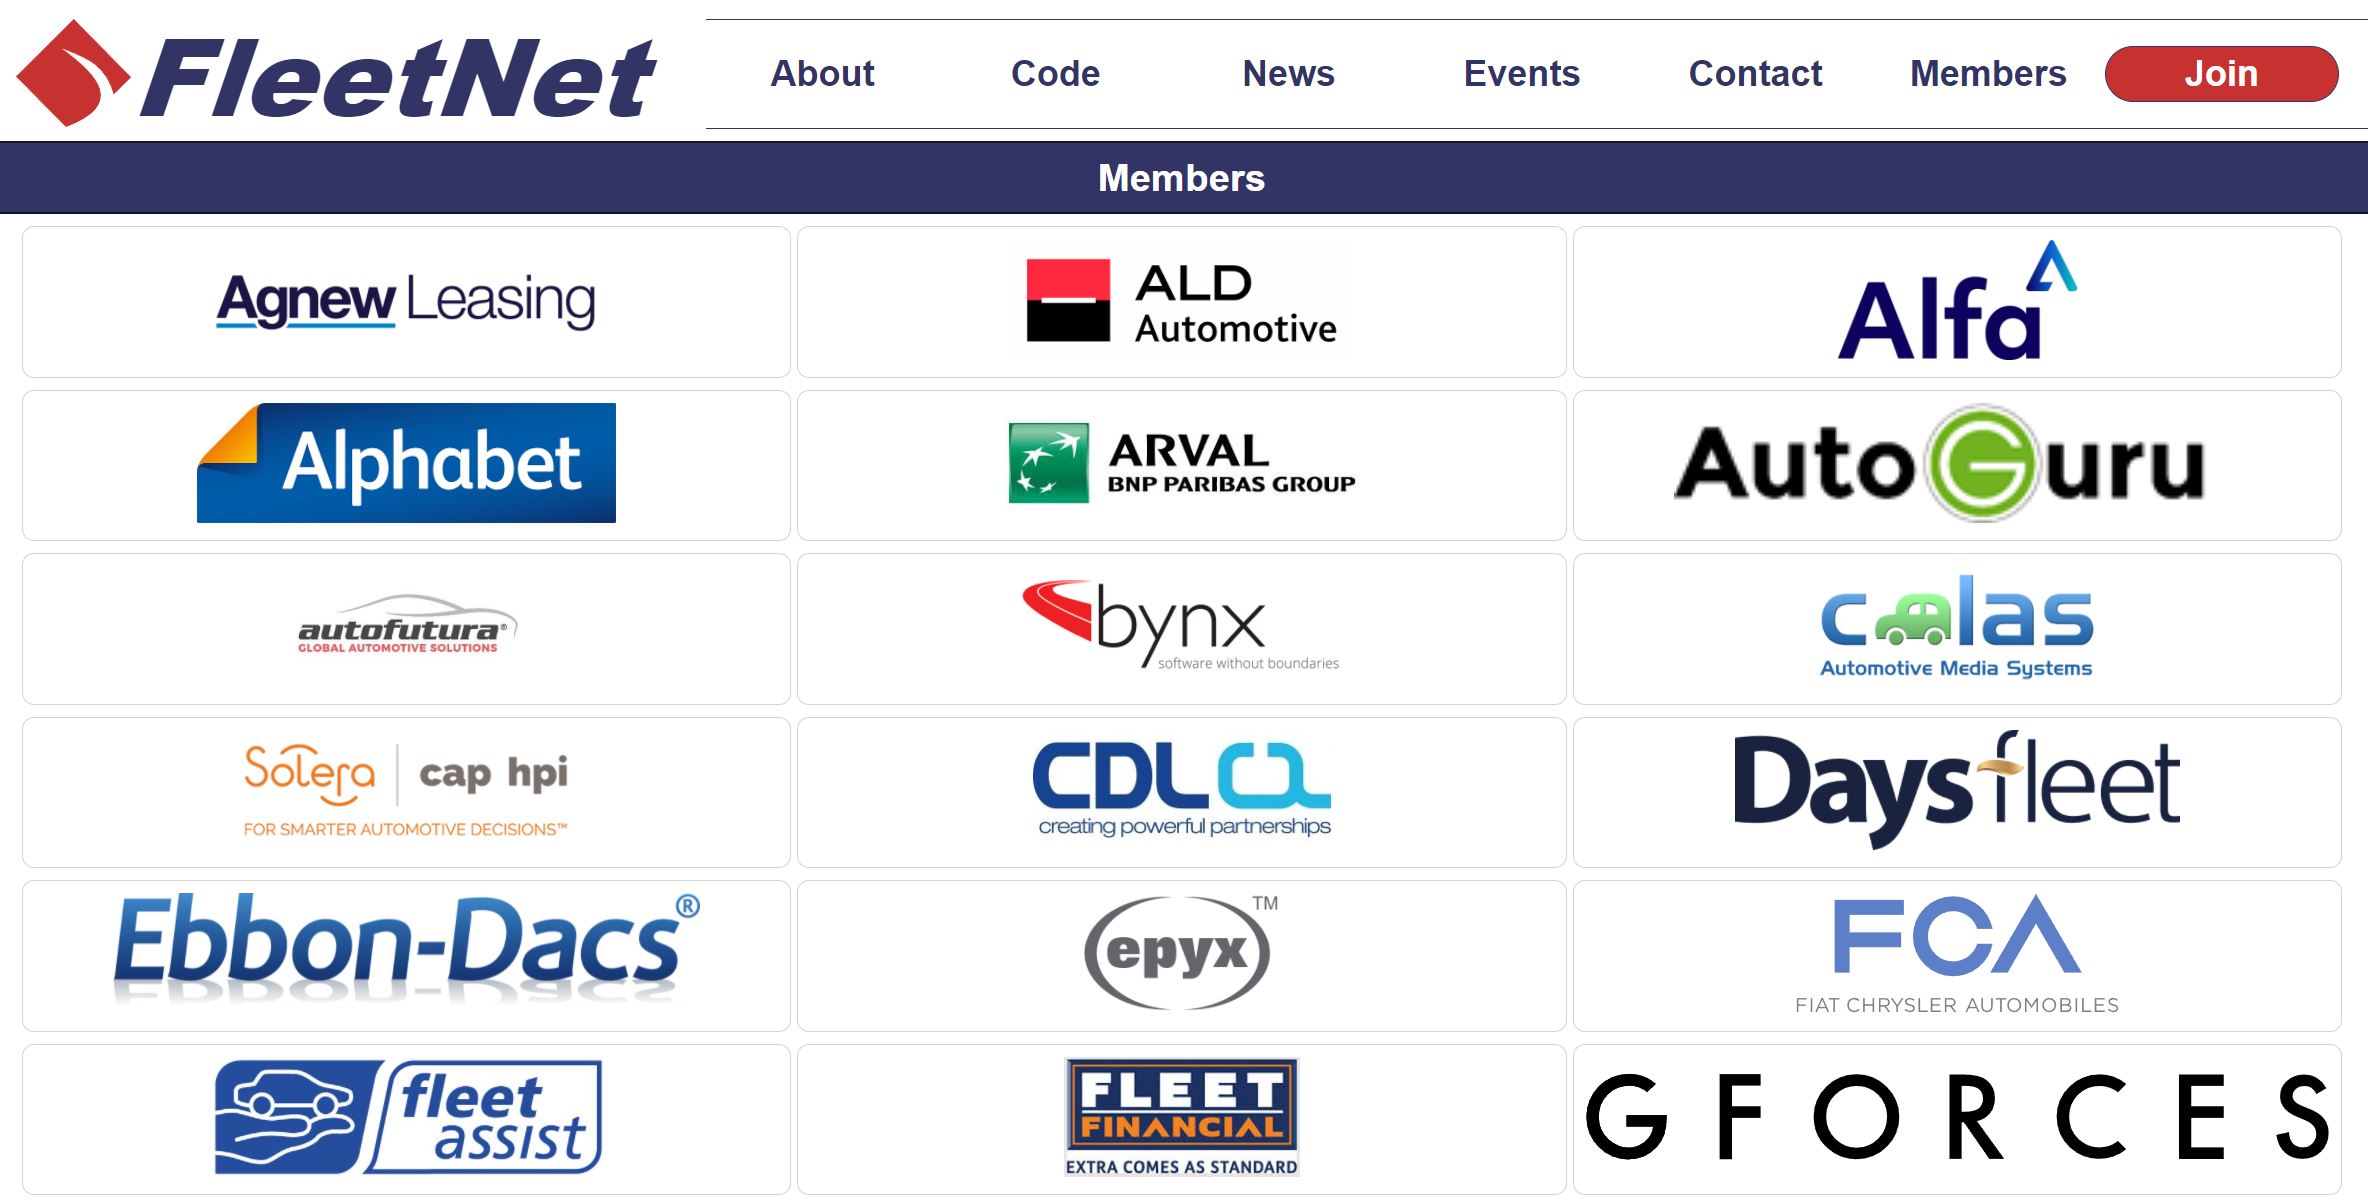 FleetNet
About Code News Events Contact Members Join
Members
Agnew Leasing
ALD
Automotive
Alfa
Alphabet
ARVAL
BNP PARIBAS GROUP
AutoGuru
autofutura®
GLOBAL AUTOMOTIVE SOLUTIONS
bynx
software without boundaries
calas
Automotive Media Systems
Solera | cap hpi
FOR SMARTER AUTOMOTIVE DECISIONS™
CDL
creating powerful partnerships
Daysfleet
Ebbon-Dacs®
epyx™
FCA
FIAT CHRYSLER AUTOMOBILES
fleet
assist
FLEET
FINANCIAL
EXTRA COMES AS STANDARD
GFORCES